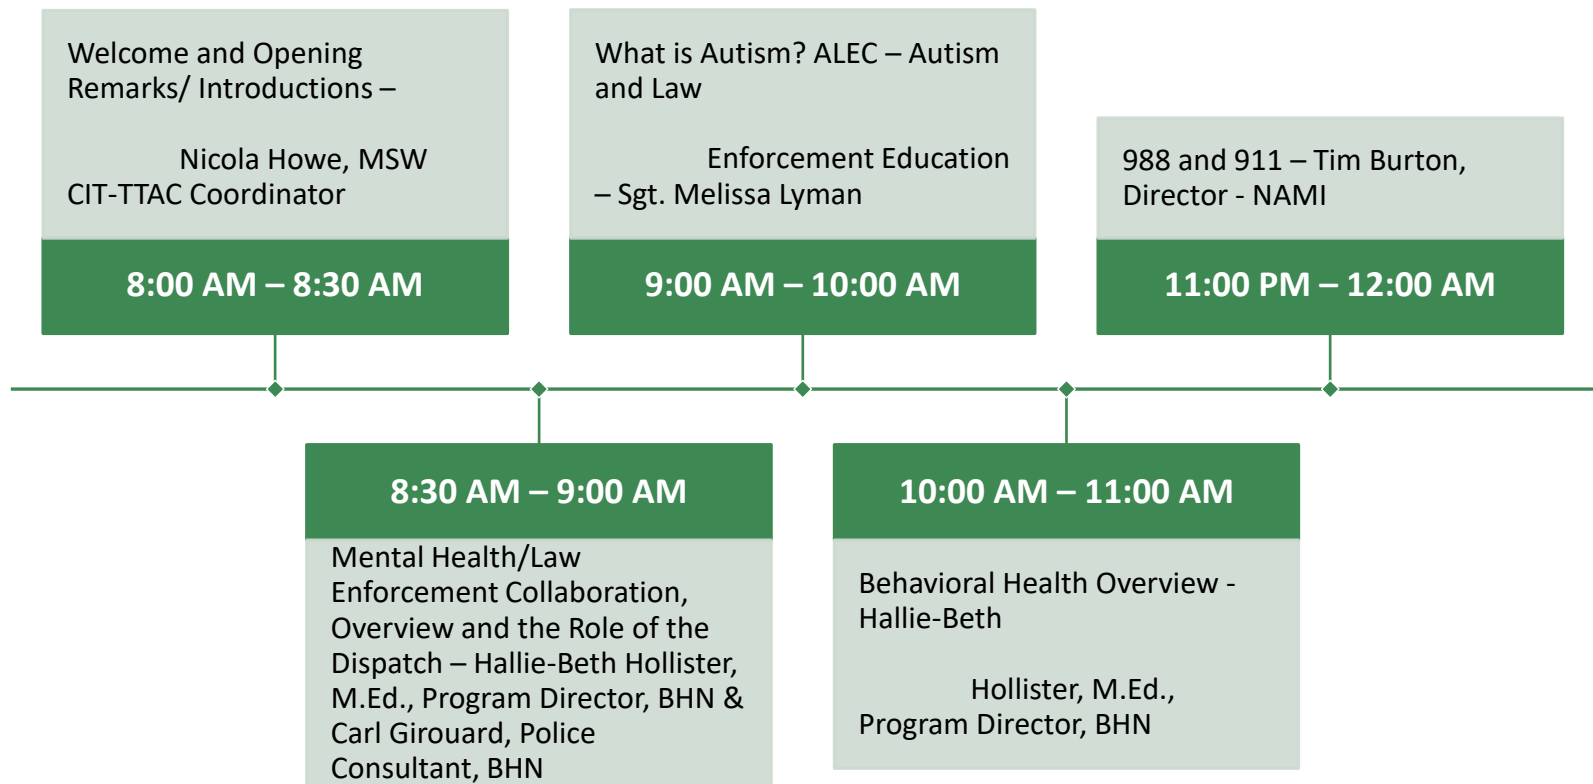 Welcome and Opening
Remarks/ Introductions –
Nicola Howe, MSW
CIT-TTAC Coordinator
8:00 AM – 8:30 AM
8:30 AM – 9:00 AM
Mental Health/Law
Enforcement Collaboration,
Overview and the Role of the
Dispatch – Hallie-Beth Hollister,
M.Ed., Program Director, BHN &
Carl Girouard, Police
Consultant, BHN
What is Autism? ALEC – Autism
and Law
Enforcement Education
– Sgt. Melissa Lyman
9:00 AM – 10:00 AM
10:00 AM – 11:00 AM
Behavioral Health Overview -
Hallie-Beth
Hollister, M.Ed.,
Program Director, BHN
988 and 911 – Tim Burton,
Director - NAMI
11:00 PM – 12:00 AM